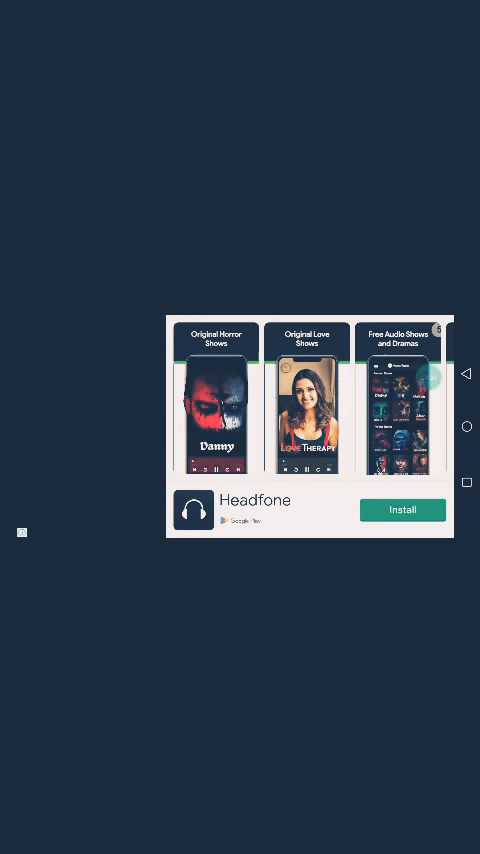 Original Horror
Shows
Original Love
Shows
Free Audio Shows
and Dramas
5
Danny
LOVE THERAPY
Headfone
Google Play
Install